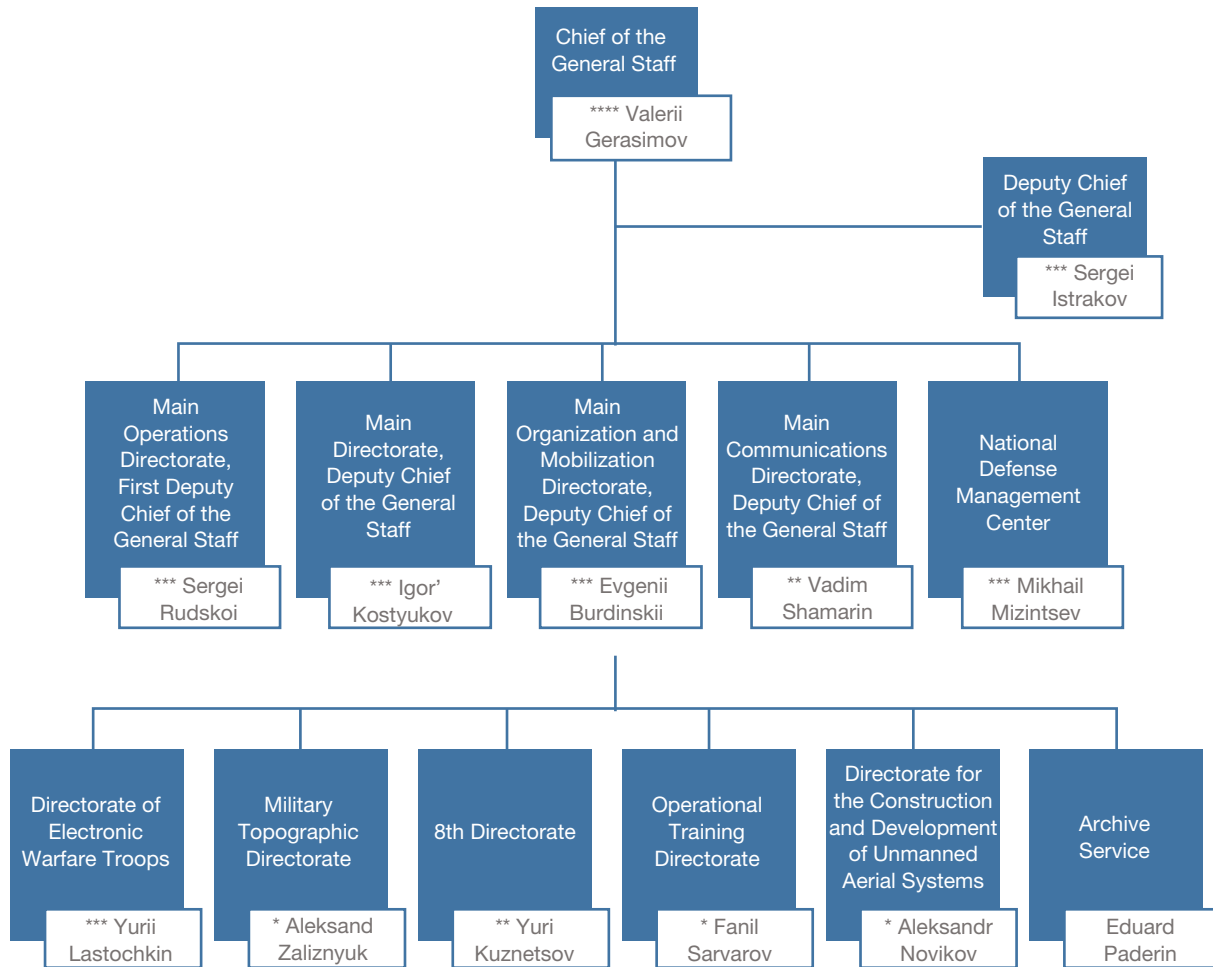 Chief of the
General Staff
**** Valerii
Gerasimov
Deputy Chief
of the General
Staff
*** Sergei
Istrakov
Main
Operations
Directorate,
First Deputy
Chief of the
General Staff
*** Sergei
Rudskoi
Main
Directorate,
Deputy Chief
of the General
Staff
*** Igor’
Kostyukov
Main
Organization and
Mobilization
Directorate,
Deputy Chief of
the General Staff
*** Evgenii
Burdinskii
Main
Communications
Directorate,
Deputy Chief of
the General Staff
** Vadim
Shamarin
National
Defense
Management
Center
*** Mikhail
Mizintsev
Directorate of
Electronic
Warfare Troops
*** Yurii
Lastochkin
Military
Topographic
Directorate
* Aleksand
Zaliznyuk
8th Directorate
** Yuri
Kuznetsov
Operational
Training
Directorate
* Fanil
Sarvarov
Directorate for
the Construction
and Development
of Unmanned
Aerial Systems
* Aleksandr
Novikov
Archive
Service
Eduard
Paderin